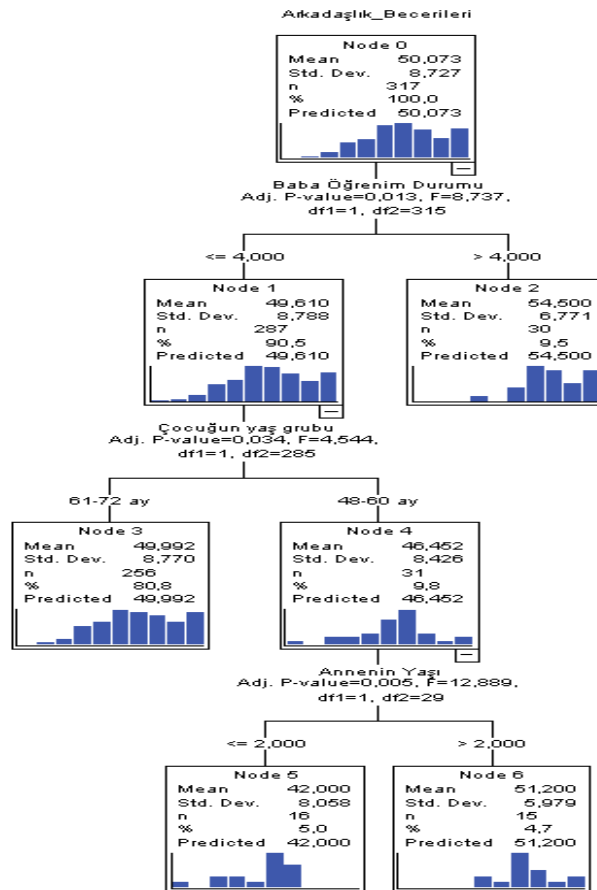 Arkadaşlık_Becerileri
Node 0
Mean 50,073
Std. Dev. 8,727
n 317
% 100,0
Predicted 50,073
Baba Öğrenim Durumu
Adj. P-value=0,013, F=8,737,
df1=1, df2=315
<= 4,000
> 4,000
Node 1
Mean 49,610
Std. Dev. 8,788
n 287
% 90,5
Predicted 49,610
Node 2
Mean 54,500
Std. Dev. 6,771
n 30
% 9,5
Predicted 54,500
Çocuğun yaş grubu
Adj. P-value=0,034, F=4,544,
df1=1, df2=285
61-72 ay
48-60 ay
Node 3
Mean 49,992
Std. Dev. 8,770
n 256
% 80,8
Predicted 49,992
Node 4
Mean 46,452
Std. Dev. 8,426
n 31
% 9,8
Predicted 46,452
Annenin Yaşı
Adj. P-value=0,005, F=12,889,
df1=1, df2=29
<= 2,000
> 2,000
Node 5
Mean 42,000
Std. Dev. 8,058
n 16
% 5,0
Predicted 42,000
Node 6
Mean 51,200
Std. Dev. 5,979
n 15
% 4,7
Predicted 51,200